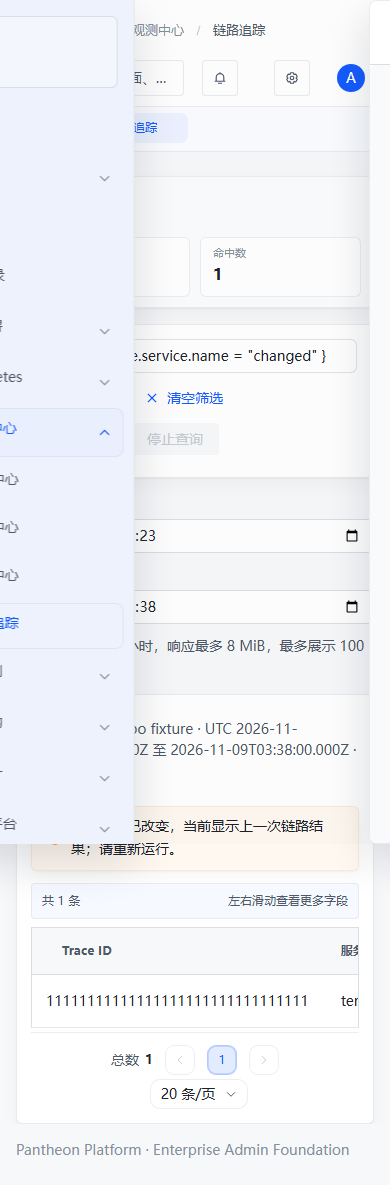 观测中心 / 链路追踪
面、...
A
追踪
命中数
1
e.service.name = "changed" }
清空筛选
停止查询
etes
中心
:23
中心
中心
:38
追踪
小时，响应最多 8 MiB，最多展示 100
po fixture · UTC 2026-11-
0Z 至 2026-11-09T03:38:00.000Z ·
平台
已改变，当前显示上一次链路结
果；请重新运行。
共 1 条
左右滑动查看更多字段
Trace ID
服务
11111111111111111111111111111111
ter
总数 1
1
20 条/页
Pantheon Platform · Enterprise Admin Foundation